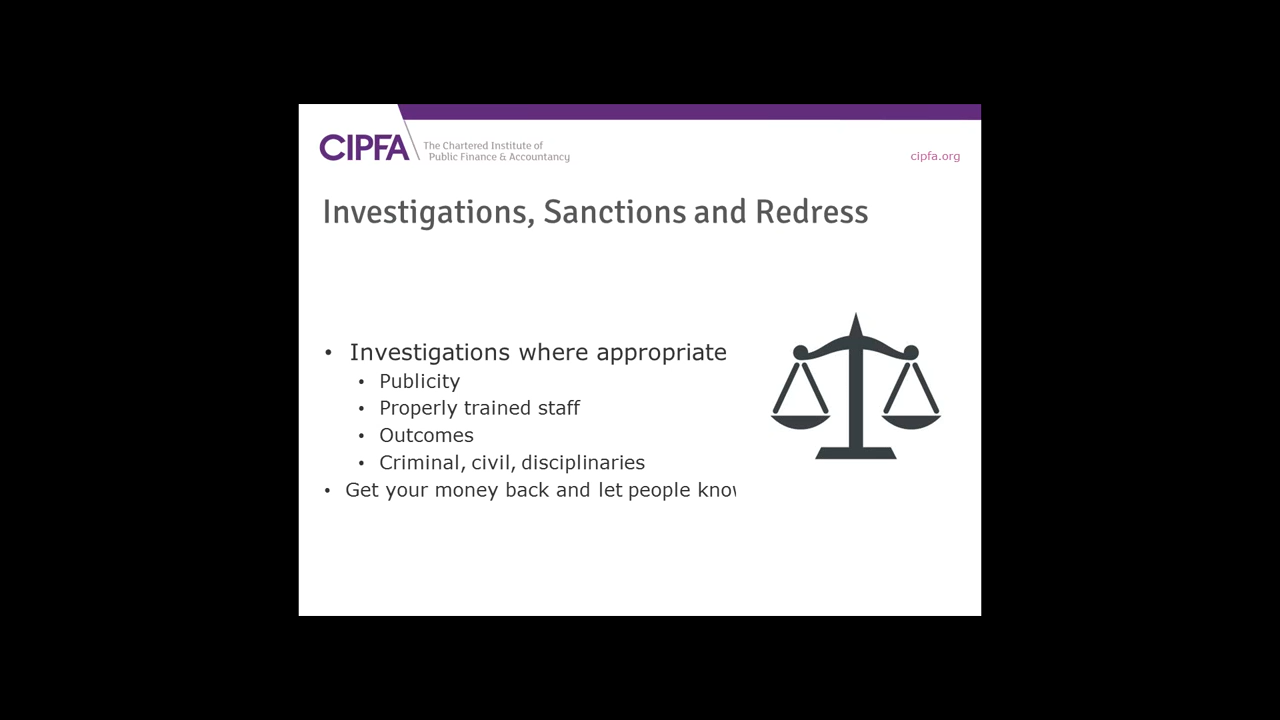 CIPFA
The Chartered Institute of
Public Finance & Accountancy
cipfa.org
Investigations, Sanctions and Redress
• Investigations where appropriate
• Publicity
• Properly trained staff
• Outcomes
• Criminal, civil, disciplinaries
• Get your money back and let people